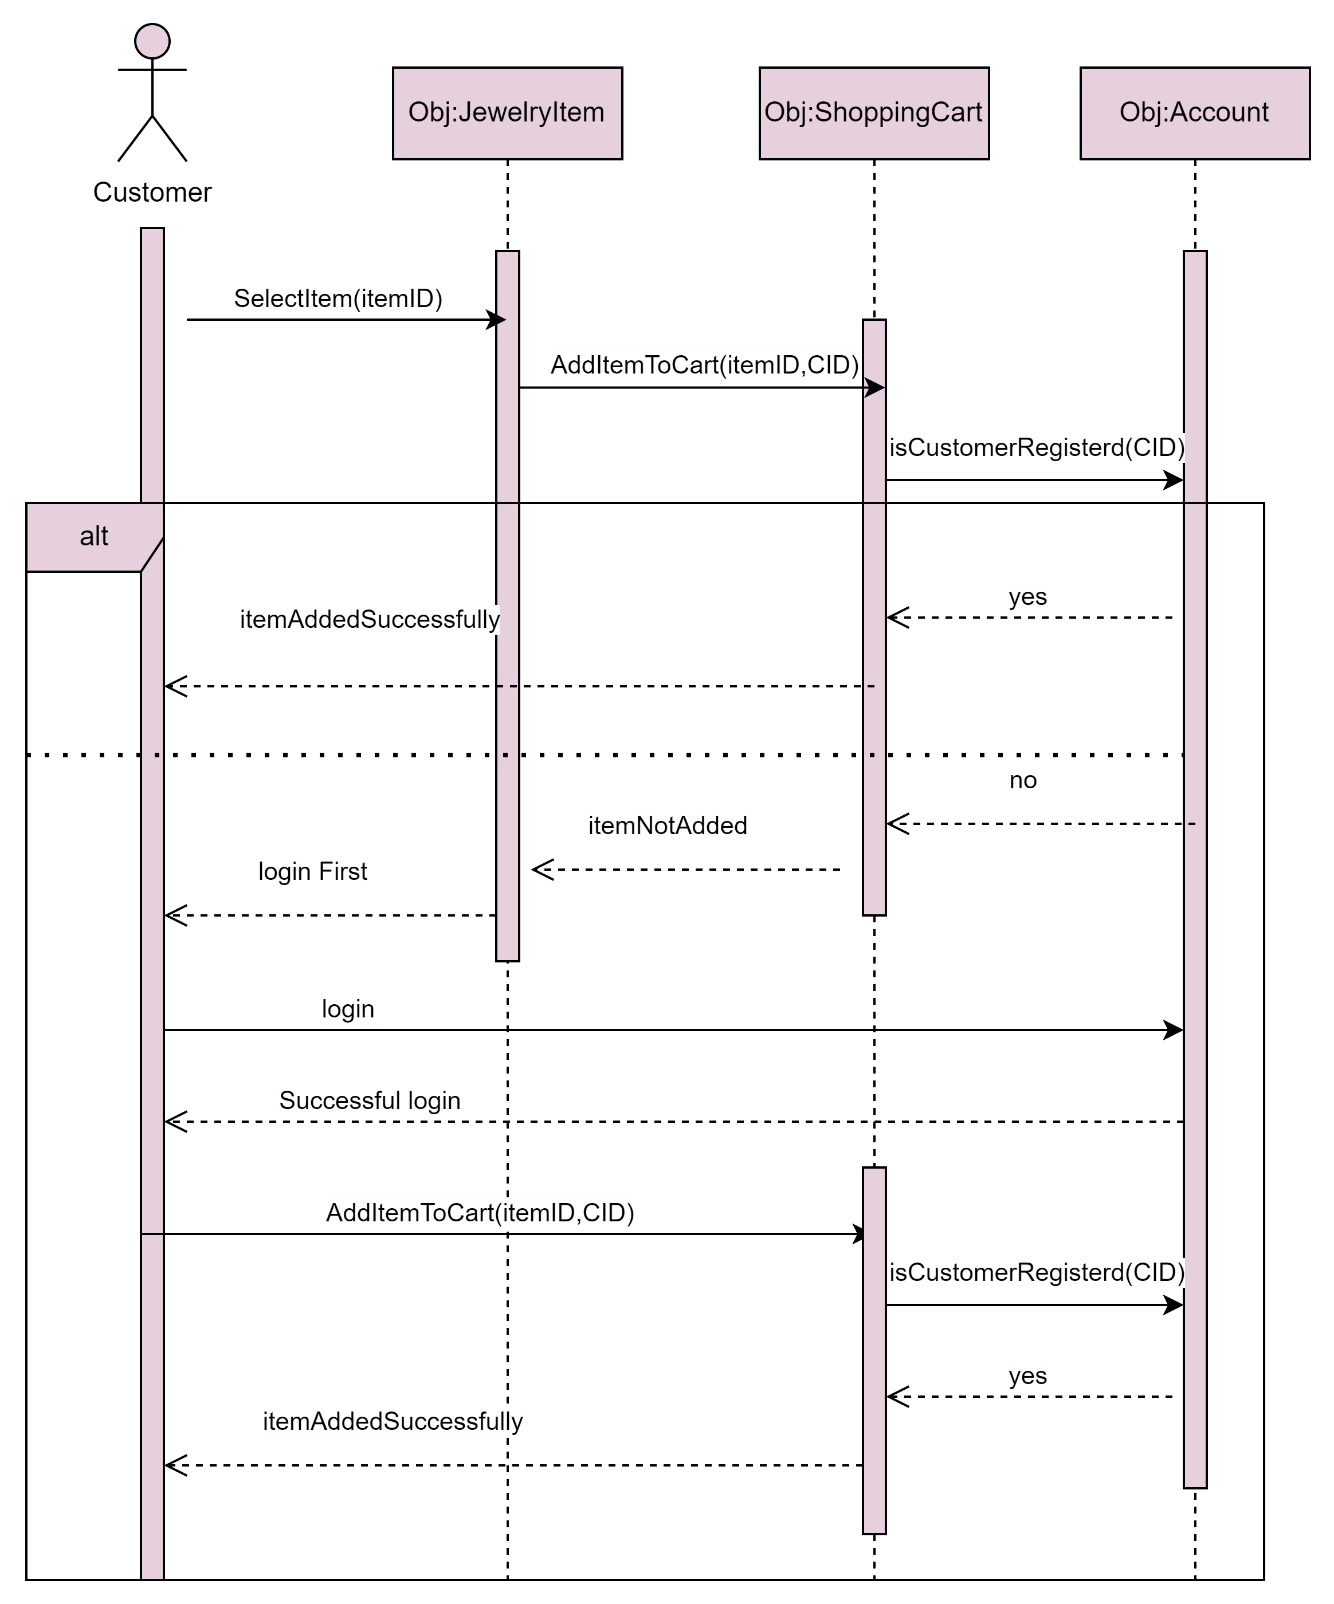 Customer
Obj:JewelryItem
Obj:ShoppingCart
Obj:Account
SelectItem(itemID)
AddItemToCart(itemID,CID)
isCustomerRegisterd(CID)
alt
yes
itemAddedSuccessfully
no
itemNotAdded
login First
login
Successful login
AddItemToCart(itemID,CID)
isCustomerRegisterd(CID)
yes
itemAddedSuccessfully